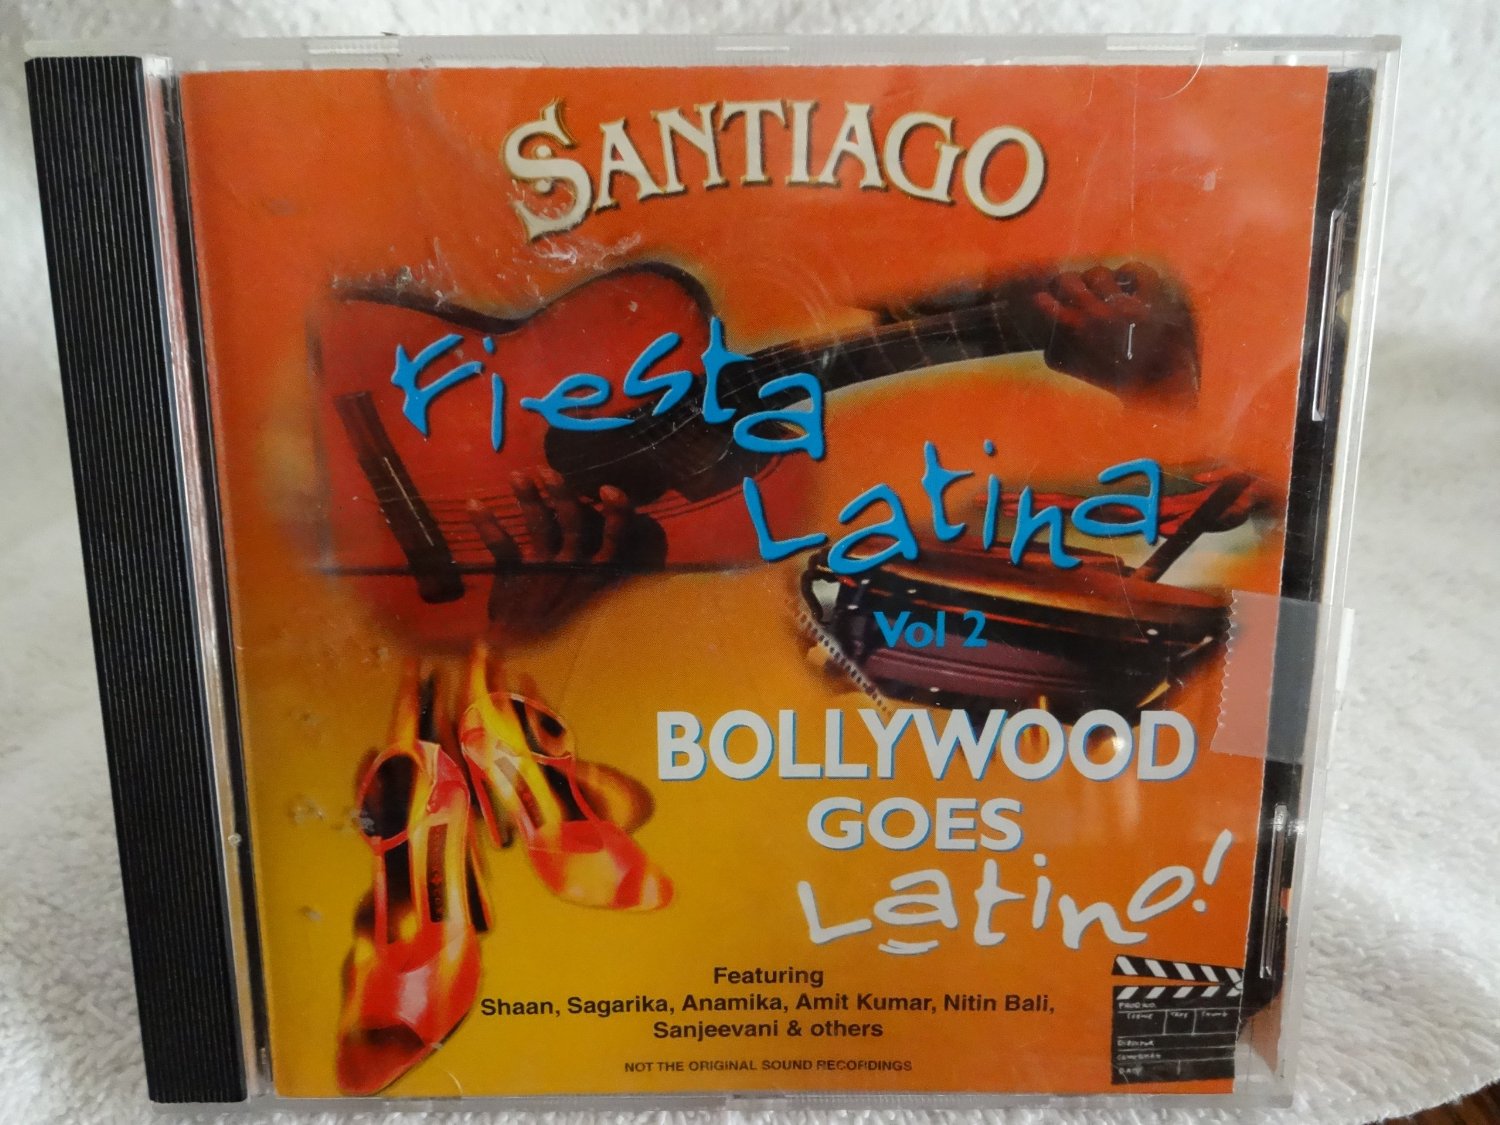 SANTIAGO
Fiesta
Latina
Vol 2
BOLLYWOOD
GOES
Latino!
Featuring
Shaan, Sagarika, Anamika, Amit Kumar, Nitin Bali,
Sanjeevani & others
NOT THE ORIGINAL SOUND RECORDINGS